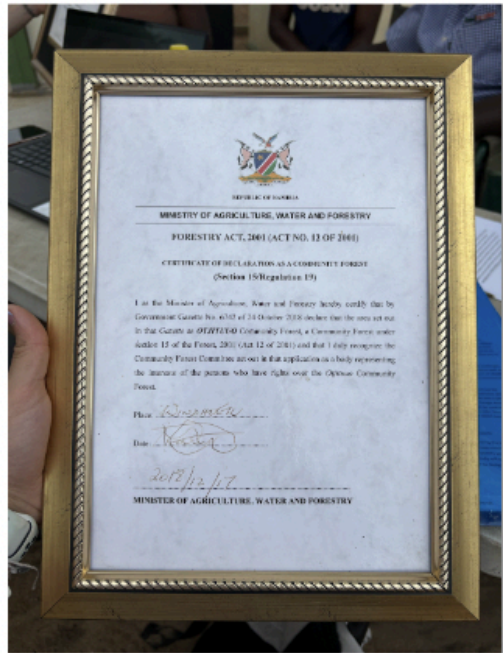 REPUBLIC OF NAMIBIA
MINISTRY OF AGRICULTURE, WATER AND FORESTRY
FORESTRY ACT, 2001 (ACT NO. 12 OF 2001)
CERTIFICATE OF DECLARATION AS A COMMUNITY FOREST
(Section 15/Regulation 19)
I as the Minister of Agriculture, Water and Forestry hereby certify that by
Government Gazette No. 6742 of 24 October 2018 declare that the area set out
in that Gazette as Community Forest, a Community Forest under
section 15 of the Forest, 2001 (Act 12 of 2001) and that I duly recognize the
Community Forest Committee set out in that application as a body representing
the interests of the persons who have rights over the Community
Forest.
Place
Date
2018/12/17
MINISTER OF AGRICULTURE, WATER AND FORESTRY